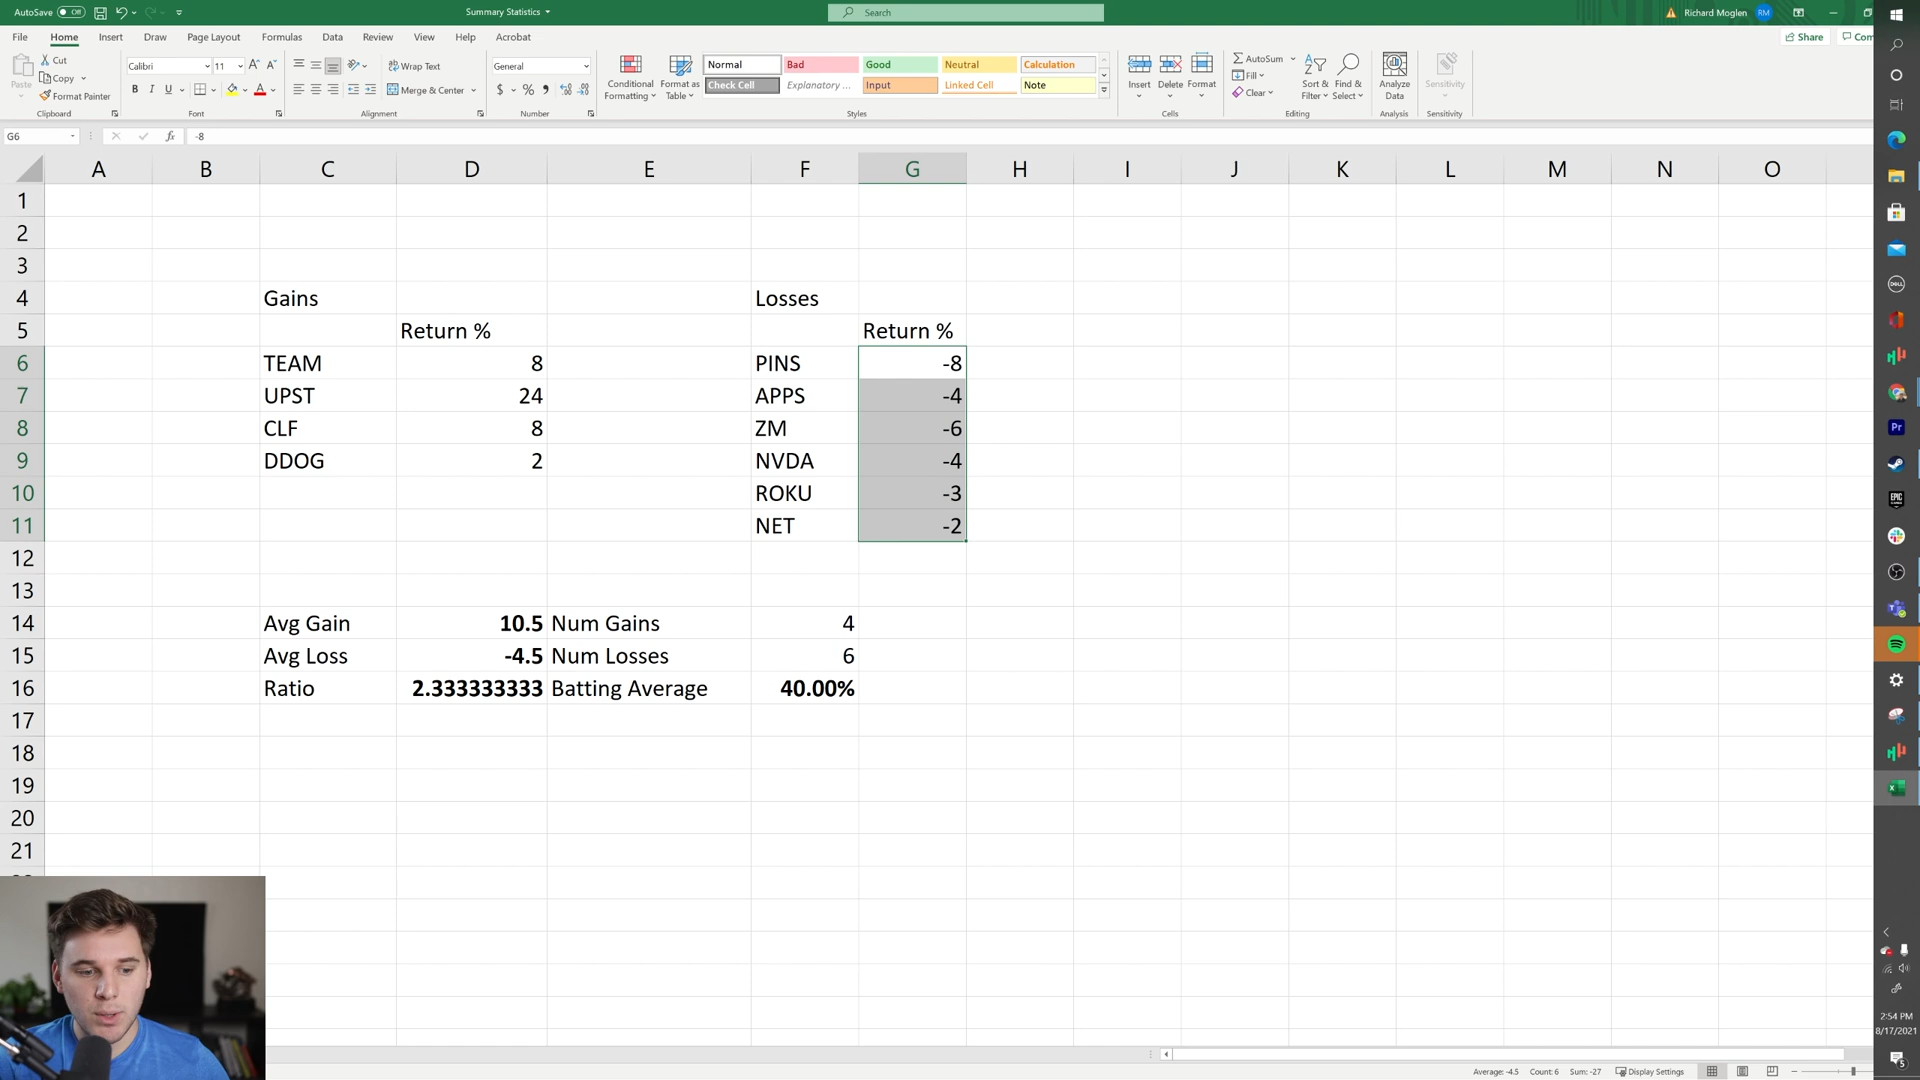 AutoSave Off Summary Statistics Search Richard Moglen RM
File Home Insert Draw Page Layout Formulas Data Review View Help Acrobat Share Com
Paste Cut Copy Format Painter
Clipboard
Calibri 11
B I U
Font
Wrap Text
Merge & Center
Alignment
General
$ % ,
Number
Conditional Formatting
Format as Table
Normal Bad Good Neutral Calculation
Check Cell Explanatory ... Input Linked Cell Note
Styles
Insert Delete Format
Cells
AutoSum
Fill
Clear
Sort & Filter
Find & Select
Editing
Analyze Data
Analysis
Sensitivity
Sensitivity
G6 fx -8
A B C D E F G H I J K L M N O
1
2
3
4 Gains Losses
5 Return % Return %
6 TEAM 8 PINS -8
7 UPST 24 APPS -4
8 CLF 8 ZM -6
9 DDOG 2 NVDA -4
10 ROKU -3
11 NET -2
12
13
14 Avg Gain 10.5 Num Gains 4
15 Avg Loss -4.5 Num Losses 6
16 Ratio 2.333333333 Batting Average 40.00%
17
18
19
20
21
DELL
Pr
EPIC
2:54 PM
8/17/2021
5
Average: -4.5 Count: 6 Sum: -27 Display Settings